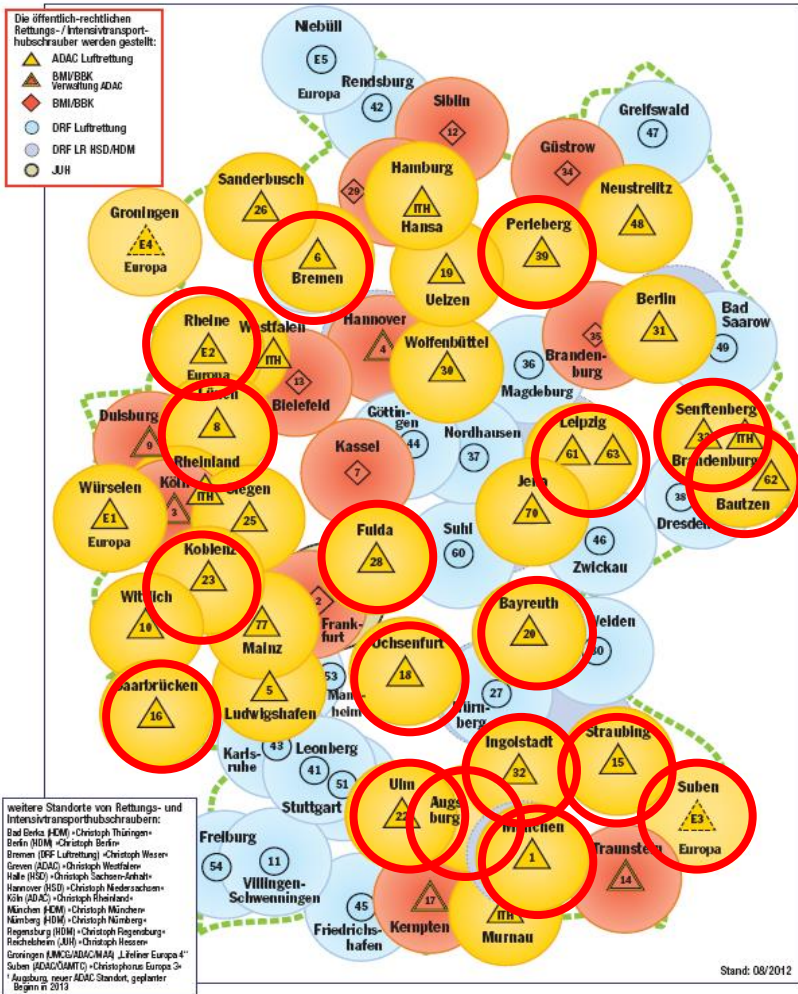 Die öffentlich-rechtlichen
Rettungs-/Intensivtransport-
hubschrauber werden gestellt:
ADAC Luftrettung
BMI/BBK
Verwaltung ADAC
BMI/BBK
DRF Luftrettung
DRF LR HSD/HDM
JUH
Niebüll
E5
Europa
Rendsburg
42
Siblin
12
Greifswald
47
Güstrow
34
Hamburg
ITH
Hansa
29
Sanderbusch
26
Neustrelitz
48
Groningen
E4
Europa
6
Bremen
Perleberg
39
19
Uelzen
Rheine
E2
Europa
Westfalen
ITH
Hannover
4
Wolfenbüttel
30
Berlin
31
Bad
Saarow
49
35
Branden-
burg
36
Magdeburg
13
Bielefeld
Lünen
8
Duisburg
9
Göttin-
gen
44
Nordhausen
37
Leipzig
61
63
Senftenberg
33
ITH
Brandenburg
62
Bautzen
Kassel
7
Rheinland
ITH
Köln
3
Siegen
25
Würselen
E1
Europa
Jena
70
38
Dresden
46
Zwickau
Fulda
28
Suhl
60
Koblenz
23
Wittlich
10
77
Mainz
2
Frank-
furt
Bayreuth
20
Weiden
80
Ochsenfurt
18
27
Nürn-
berg
Saarbrücken
16
5
Ludwigshafen
53
Mann-
heim
43
Karls-
ruhe
Leonberg
41
51
Stuttgart
Ingolstadt
32
Straubing
15
Suben
E3
Europa
Ulm
22
Augs-
burg
München
1
Traunstein
14
Freiburg
54
11
Villingen-
Schwenningen
45
Friedrichs-
hafen
17
Kempten
ITH
Murnau
weitere Standorte von Rettungs- und
Intensivtransporthubschraubern:
Bad Berka (HDM) »Christoph Thüringen«
Berlin (HDM) »Christoph Berlin«
Bremen (DRF Luftrettung) »Christoph Weser«
Greven (ADAC) »Christoph Westfalen«
Halle (HSD) »Christoph Sachsen-Anhalt«
Hannover (HSD) »Christoph Niedersachsen«
Köln (ADAC) »Christoph Rheinland«
München (HDM) »Christoph München«
Nürnberg (HDM) »Christoph Nürnberg«
Regensburg (HDM) »Christoph Regensburg«
Reichelsheim (JUH) »Christoph Hessen«
Groningen (UMCG/ADAC/MAA) „Lifeliner Europa 4“
Suben (ADAC/ÖAMTC) »Christophorus Europa 3«
¹ Augsburg, neuer ADAC Standort, geplanter
Beginn in 2013
Stand: 08/2012